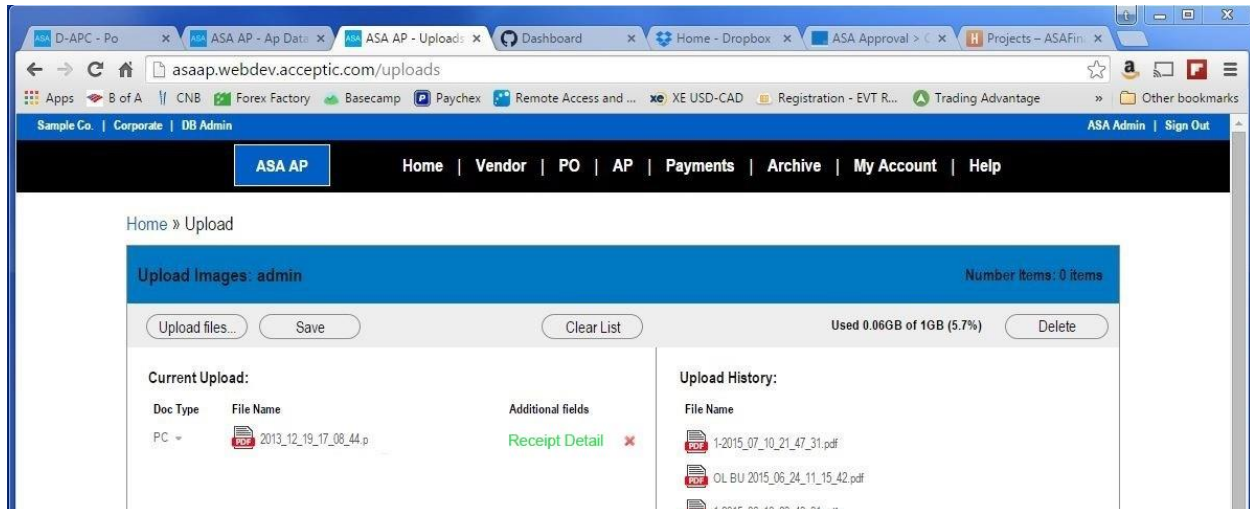 D-APC - Po
ASA AP - Ap Data
ASA AP - Uploads
Dashboard
Home - Dropbox
ASA Approval >
Projects – ASAFin
asaap.webdev.acceptic.com/uploads
Apps B of A CNB Forex Factory Basecamp Paychex Remote Access and ... XE USD-CAD Registration - EVT R... Trading Advantage » Other bookmarks
Sample Co. | Corporate | DB Admin
ASA Admin | Sign Out
ASA AP
Home | Vendor | PO | AP | Payments | Archive | My Account | Help
Home » Upload
Upload Images: admin
Number Items: 0 items
Upload files...
Save
Clear List
Used 0.06GB of 1GB (5.7%)
Delete
Current Upload:
Upload History:
Doc Type File Name Additional fields
File Name
PC PDF 2013_12_19_17_08_44.p Receipt Detail
PDF 1-2015_07_10_21_47_31.pdf
PDF OL BU 2015_06_24_11_15_42.pdf